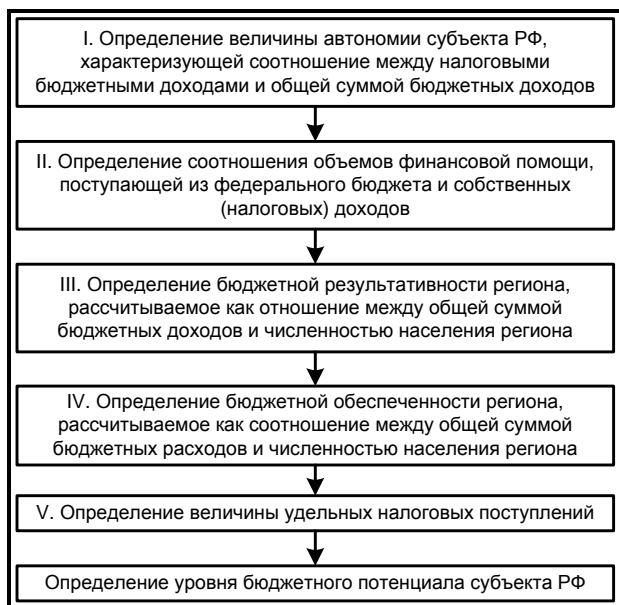 I. Определение величины автономии субъекта РФ,
характеризующей соотношение между налоговыми
бюджетными доходами и общей суммой бюджетных доходов
II. Определение соотношения объемов финансовой помощи,
поступающей из федерального бюджета и собственных
(налоговых) доходов
III. Определение бюджетной результативности региона,
рассчитываемое как отношение между общей суммой
бюджетных доходов и численностью населения региона
IV. Определение бюджетной обеспеченности региона,
рассчитываемое как соотношение между общей суммой
бюджетных расходов и численностью населения региона
V. Определение величины удельных налоговых поступлений
Определение уровня бюджетного потенциала субъекта РФ